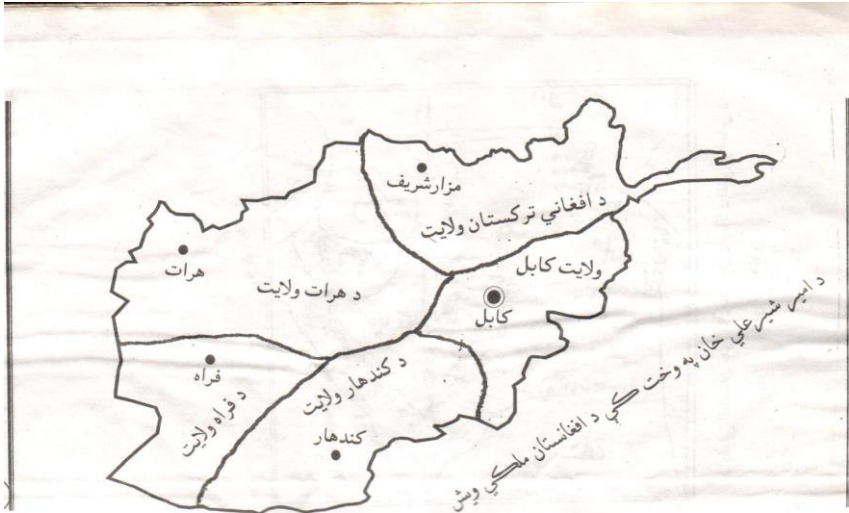 مزارشریف
د افغاني ترکستان ولایت
هرات
د هرات ولایت
ولایت کابل
کابل
فراه
د فراه ولایت
د کندهار ولایت
کندهار
د امیر شیرعلي خان په وخت کې د افغانستان ملکي ویش